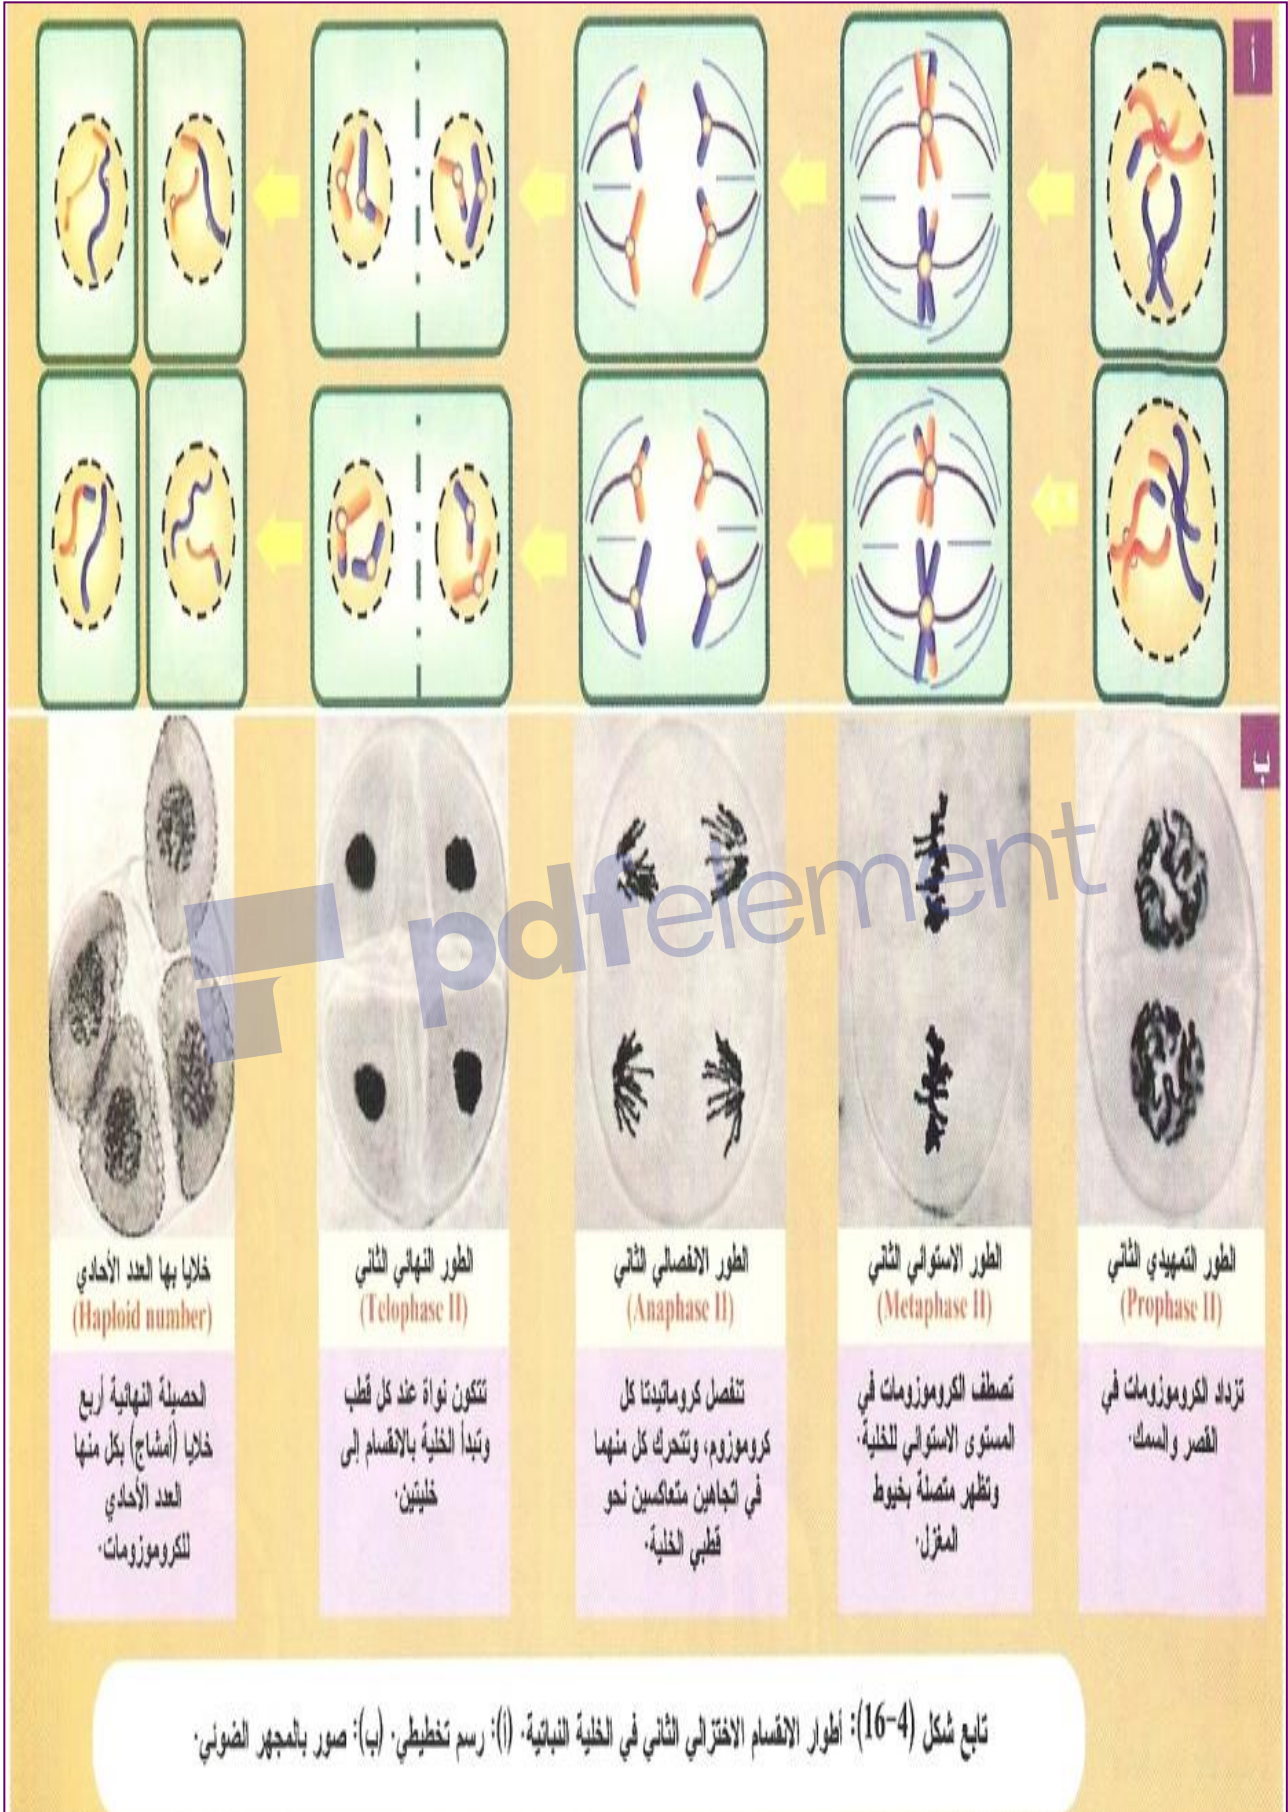 أ
ب
الطور التمهيدي الثاني
(Prophase II)
تزداد الكروموزومات في
القصر والسمك.
الطور الاستوائي الثاني
(Metaphase II)
تصطف الكروموزومات في
المستوى الاستوائي للخلية.
وتظهر متصلة بخيوط
المغزل.
الطور الانفصالي الثاني
(Anaphase II)
تنفصل كروماتيدتا كل
كروموزوم، وتتحرك كل منهما
في اتجاهين متعاكسين نحو
قطبي الخلية.
الطور النهائي الثاني
(Telophase II)
تتكون نواة عند كل قطب
وتبدأ الخلية بالانقسام إلى
خليتين.
خلايا بها العدد الأحادي
(Haploid number)
الحصيلة النهائية أربع
خلايا (أمشاج) بكل منها
العدد الأحادي
للكروموزومات.
pdfelement
تابع شكل (4-16): أطوار الانقسام الاختزالي الثاني في الخلية النباتية. (أ): رسم تخطيطي. (ب): صور بالمجهر الضوئي.